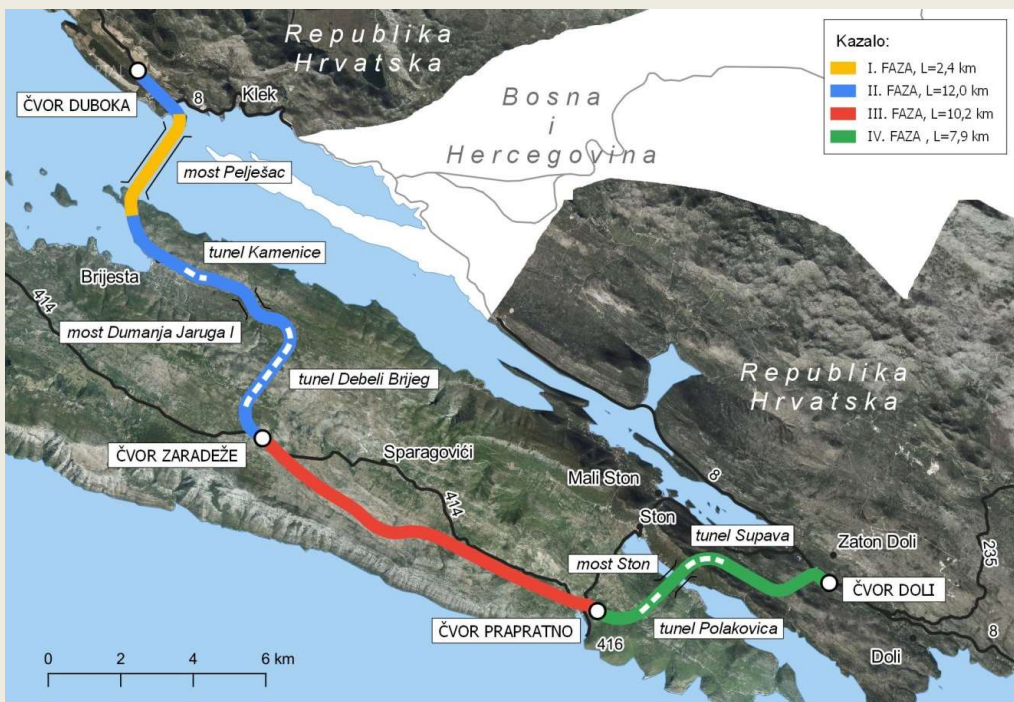 Republika
Hrvatska
Kazalo:
I. FAZA, L=2,4 km
II. FAZA, L=12,0 km
III. FAZA, L=10,2 km
IV. FAZA , L=7,9 km
ČVOR DUBOKA
8
Klek
Bosna
i
Hercegovina
most Pelješac
tunel Kamenice
Brijesta
414
most Dumanja Jaruga I
tunel Debeli Brijeg
Republika
Hrvatska
ČVOR ZARADEŽE
Sparagovići
414
Mali Ston
8
Ston
tunel Supava
Zaton Doli
235
most Ston
ČVOR DOLI
ČVOR PRAPRATNO
416
tunel Polakovica
8
Doli
0 2 4 6 km